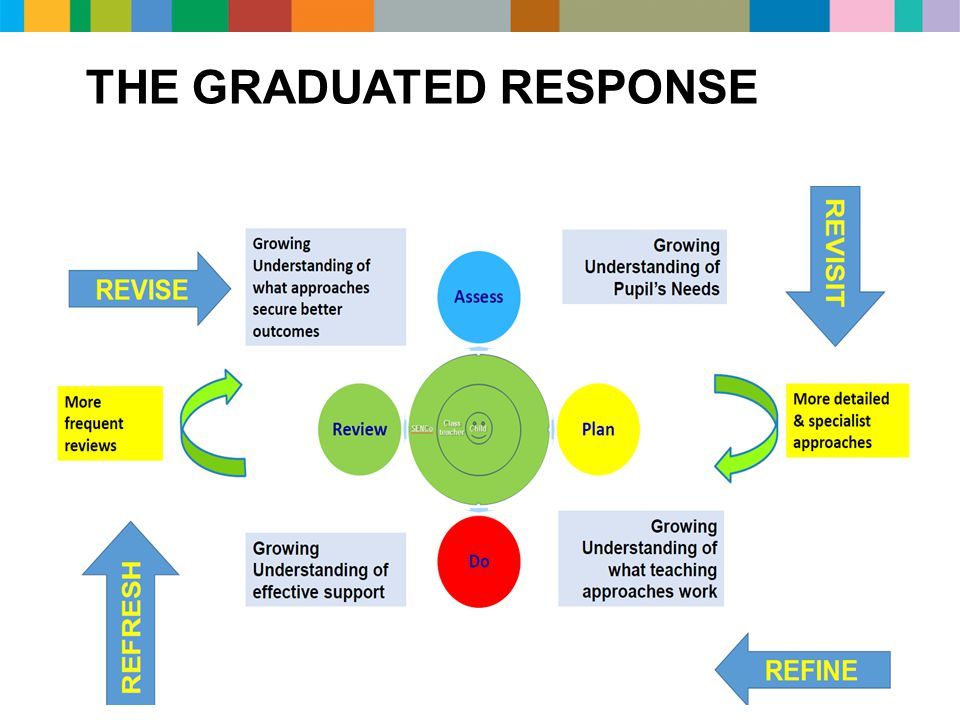 THE GRADUATED RESPONSE
REVISE
Growing
Understanding of
what approaches
secure better
outcomes
Assess
Growing
Understanding of
Pupil's Needs
REVISIT
More
frequent
reviews
Review
SENCo
Class
teacher
Child
Plan
More detailed
& specialist
approaches
REFRESH
Growing
Understanding of
effective support
Do
Growing
Understanding of
what teaching
approaches work
REFINE